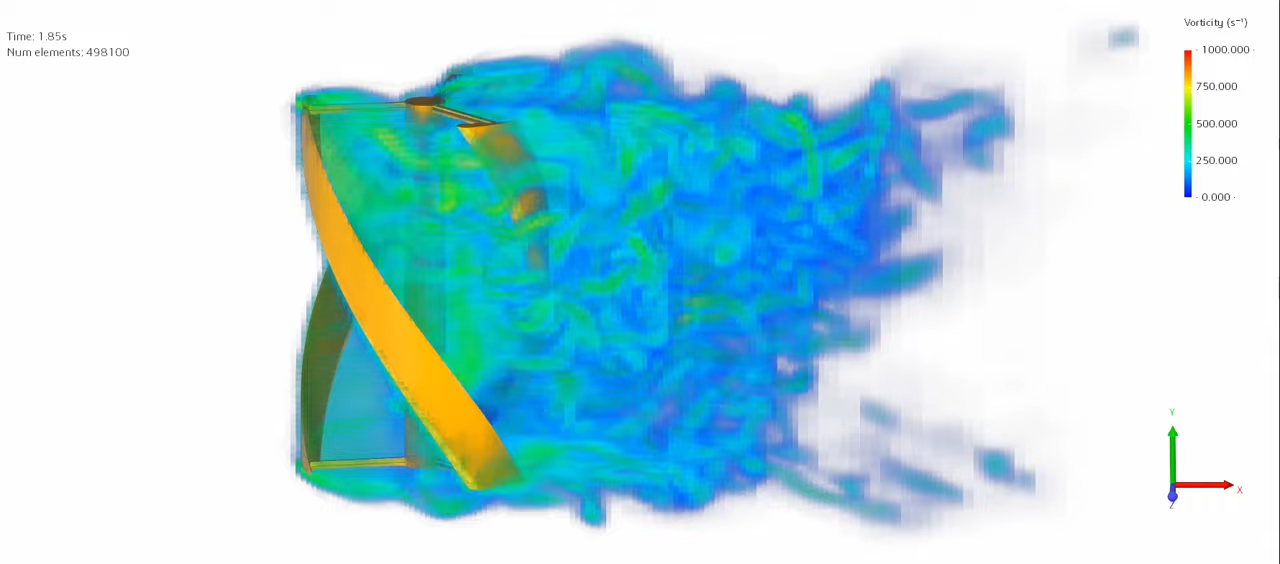 Time: 1.85s
Num elements: 498100
Vorticity (s⁻¹)
1000.000
750.000
500.000
250.000
0.000
Y
X
Z